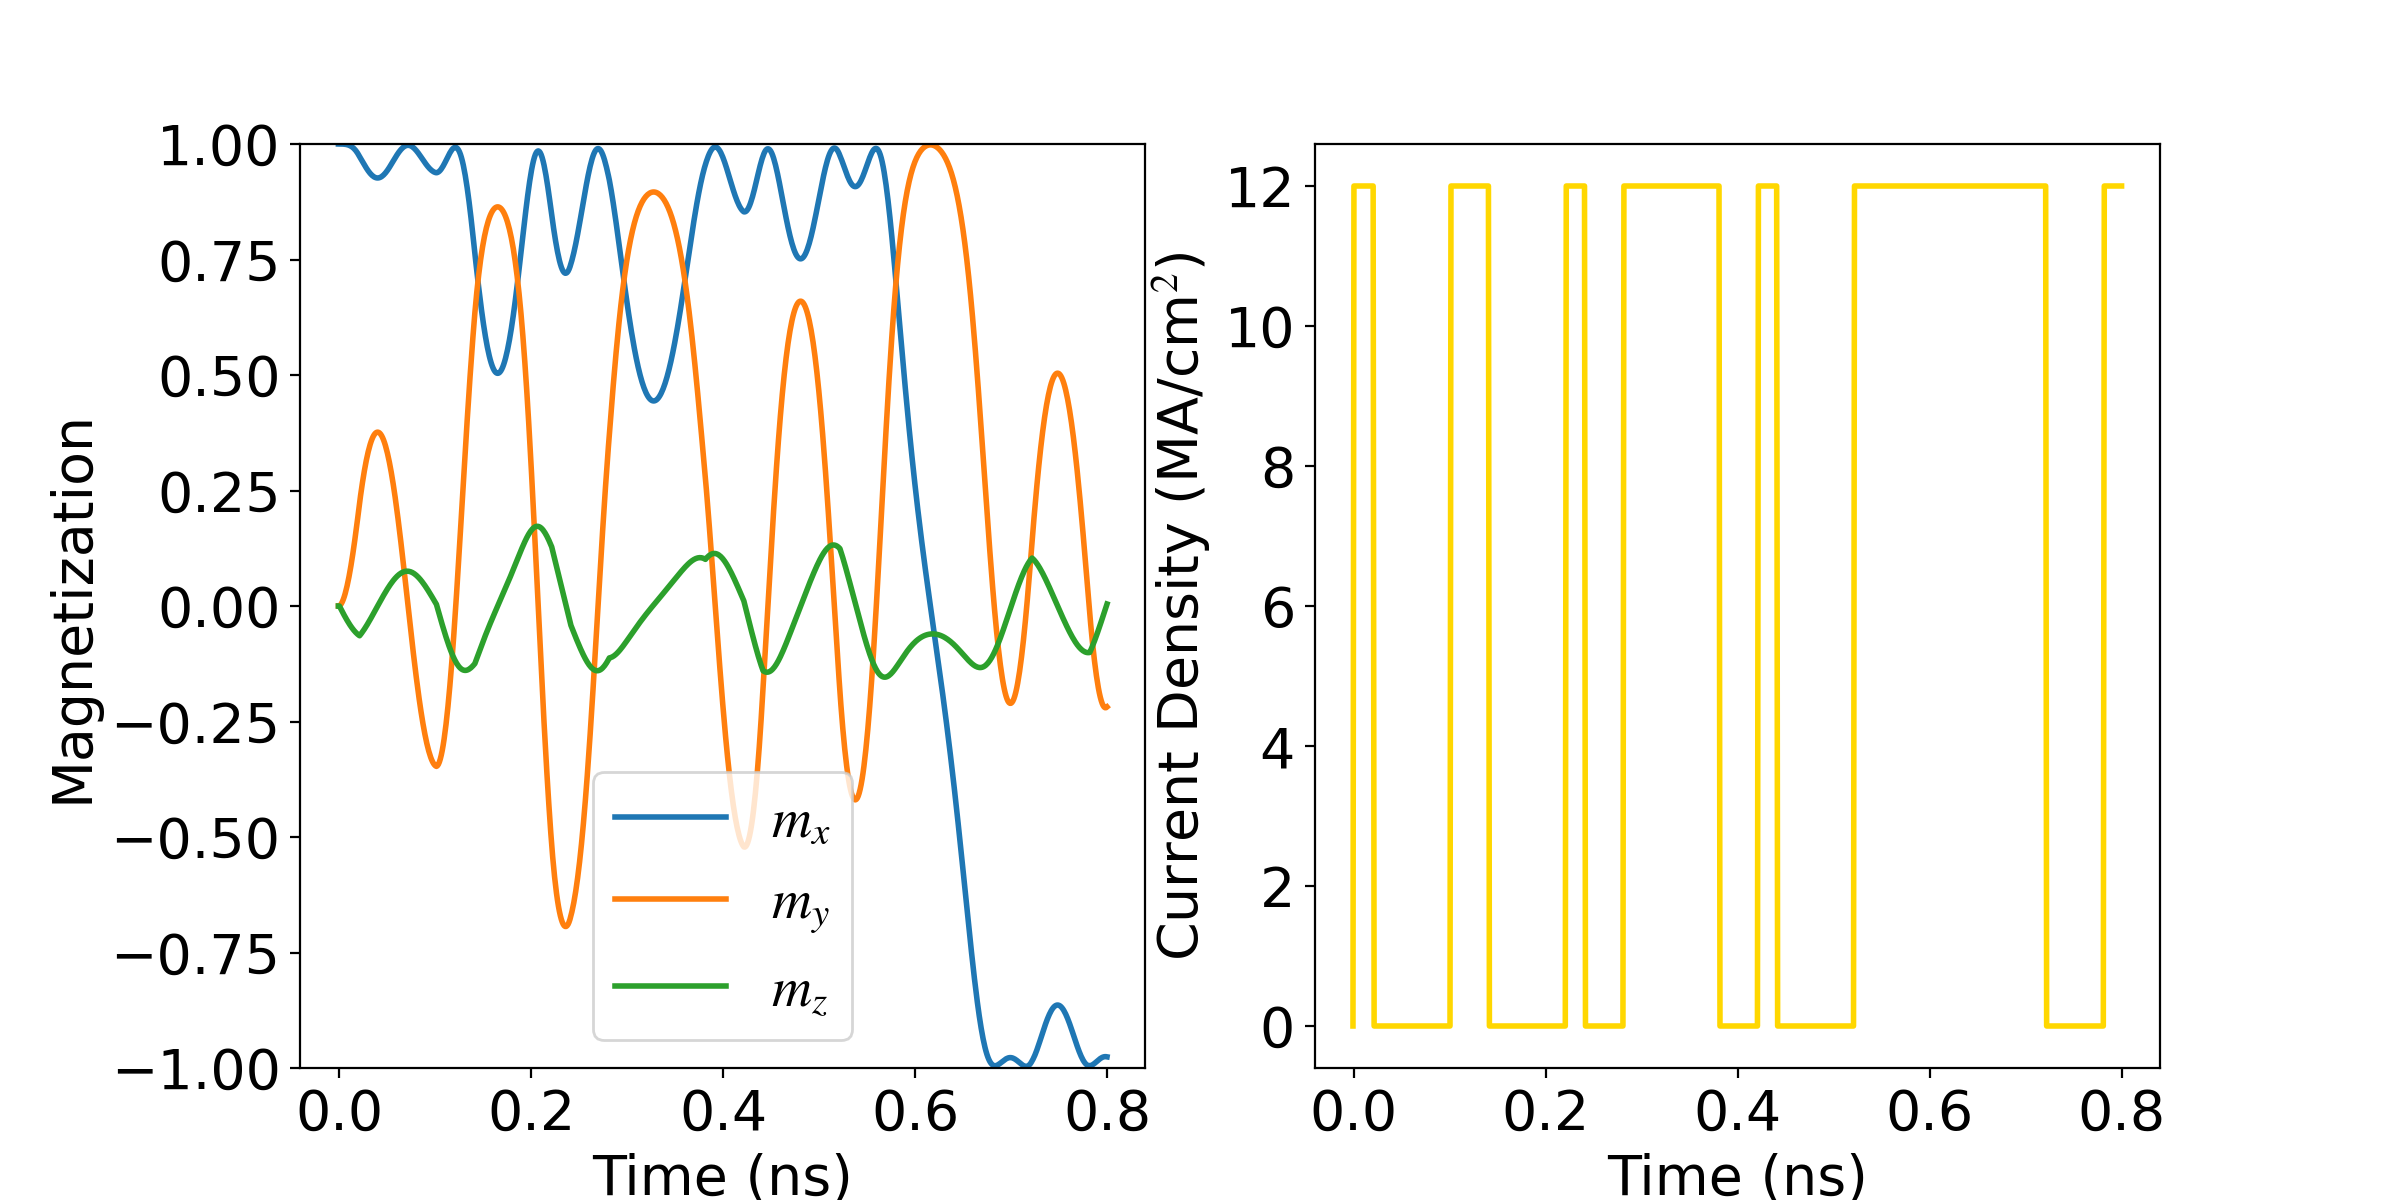 Magnetization
1.00
0.75
0.50
0.25
0.00
−0.25
−0.50
−0.75
−1.00
0.0 0.2 0.4 0.6 0.8
Time (ns)
m_x
m_y
m_z
Current Density (MA/cm²)
12
10
8
6
4
2
0
0.0 0.2 0.4 0.6 0.8
Time (ns)